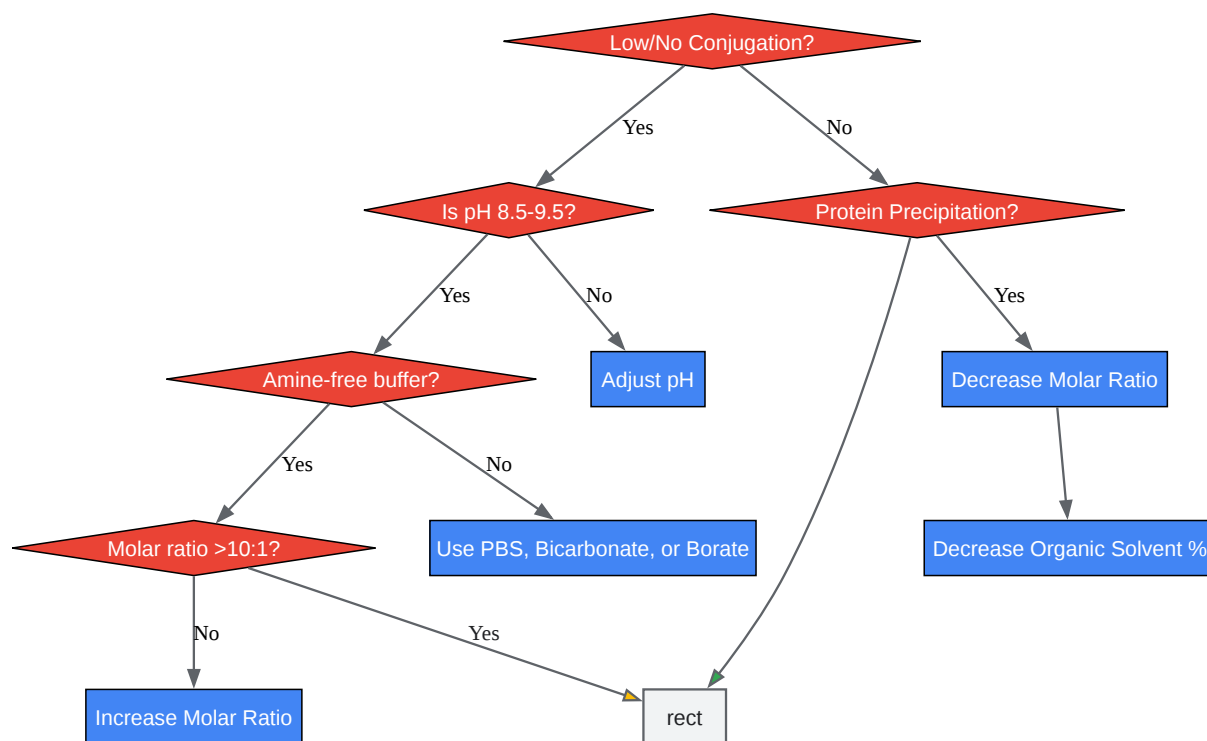 Low/No Conjugation?
Yes
No
Is pH 8.5-9.5?
Protein Precipitation?
Yes
No
Yes
Amine-free buffer?
Adjust pH
Decrease Molar Ratio
Yes
No
Molar ratio >10:1?
Use PBS, Bicarbonate, or Borate
Decrease Organic Solvent %
No
Yes
Increase Molar Ratio
rect